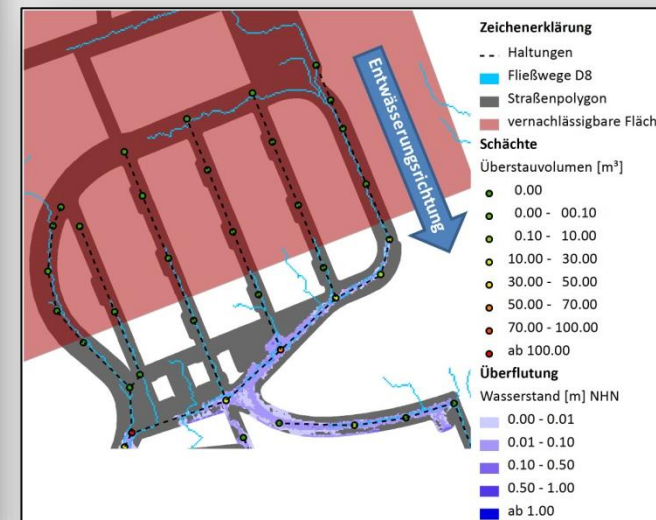 Entwässerungsrichtung
Zeichenerklärung
Haltungen
Fließwege D8
Straßenpolygon
vernachlässigbare Fläch
Schächte
Überstauvolumen [m³]
0.00
0.00 - 00.10
0.10 - 10.00
10.00 - 30.00
30.00 - 50.00
50.00 - 70.00
70.00 - 100.00
ab 100.00
Überflutung
Wasserstand [m] NHN
0.00 - 0.01
0.01 - 0.10
0.10 - 0.50
0.50 - 1.00
ab 1.00